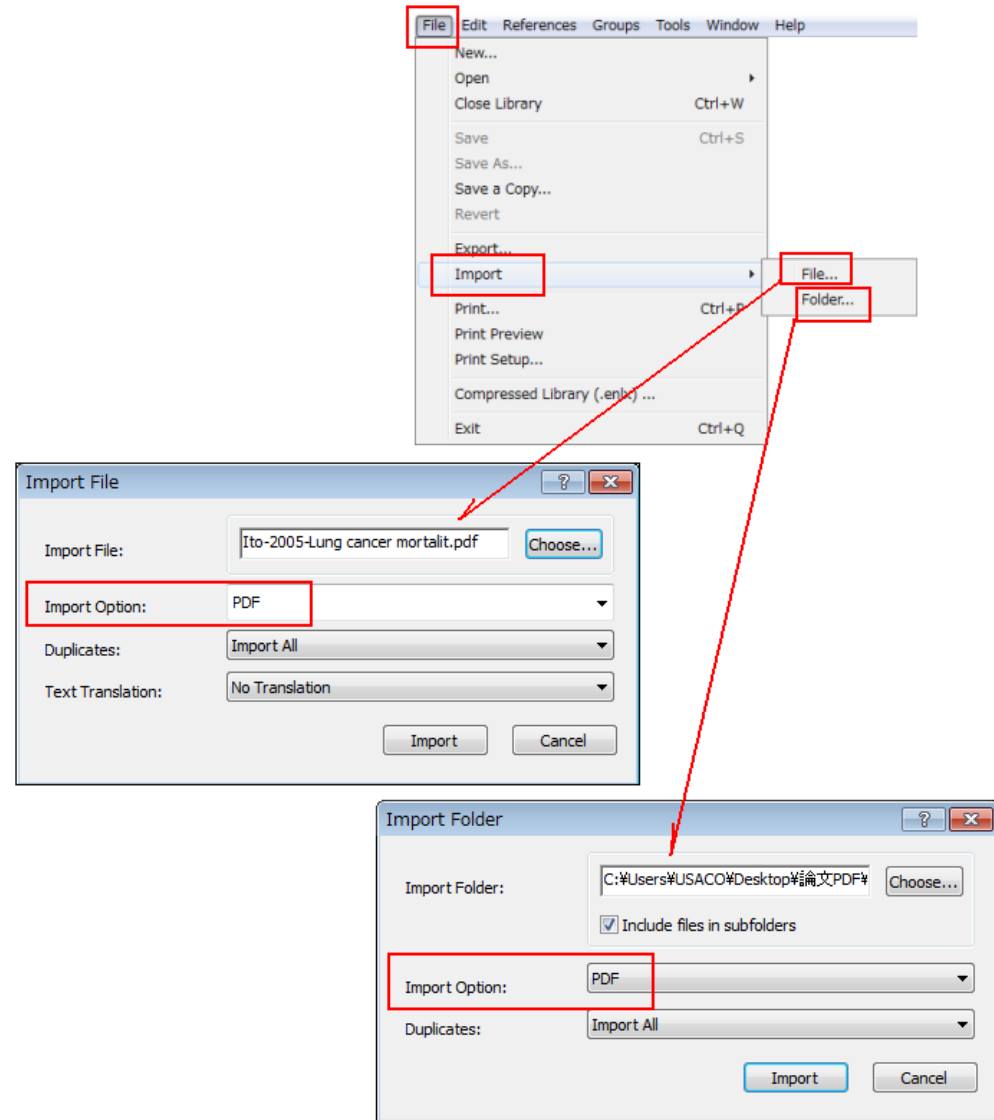 File Edit References Groups Tools Window Help
New...
Open
Close Library Ctrl+W
Save Ctrl+S
Save As...
Save a Copy...
Revert
Export...
Import
File...
Folder...
Print... Ctrl+P
Print Preview
Print Setup...
Compressed Library (.enlx) ...
Exit Ctrl+Q
Import File
Import File: Ito-2005-Lung cancer mortalit.pdf Choose...
Import Option: PDF
Duplicates: Import All
Text Translation: No Translation
Import Cancel
Import Folder
Import Folder: C:¥Users¥USACO¥Desktop¥論文PDF¥ Choose...
Include files in subfolders
Import Option: PDF
Duplicates: Import All
Import Cancel